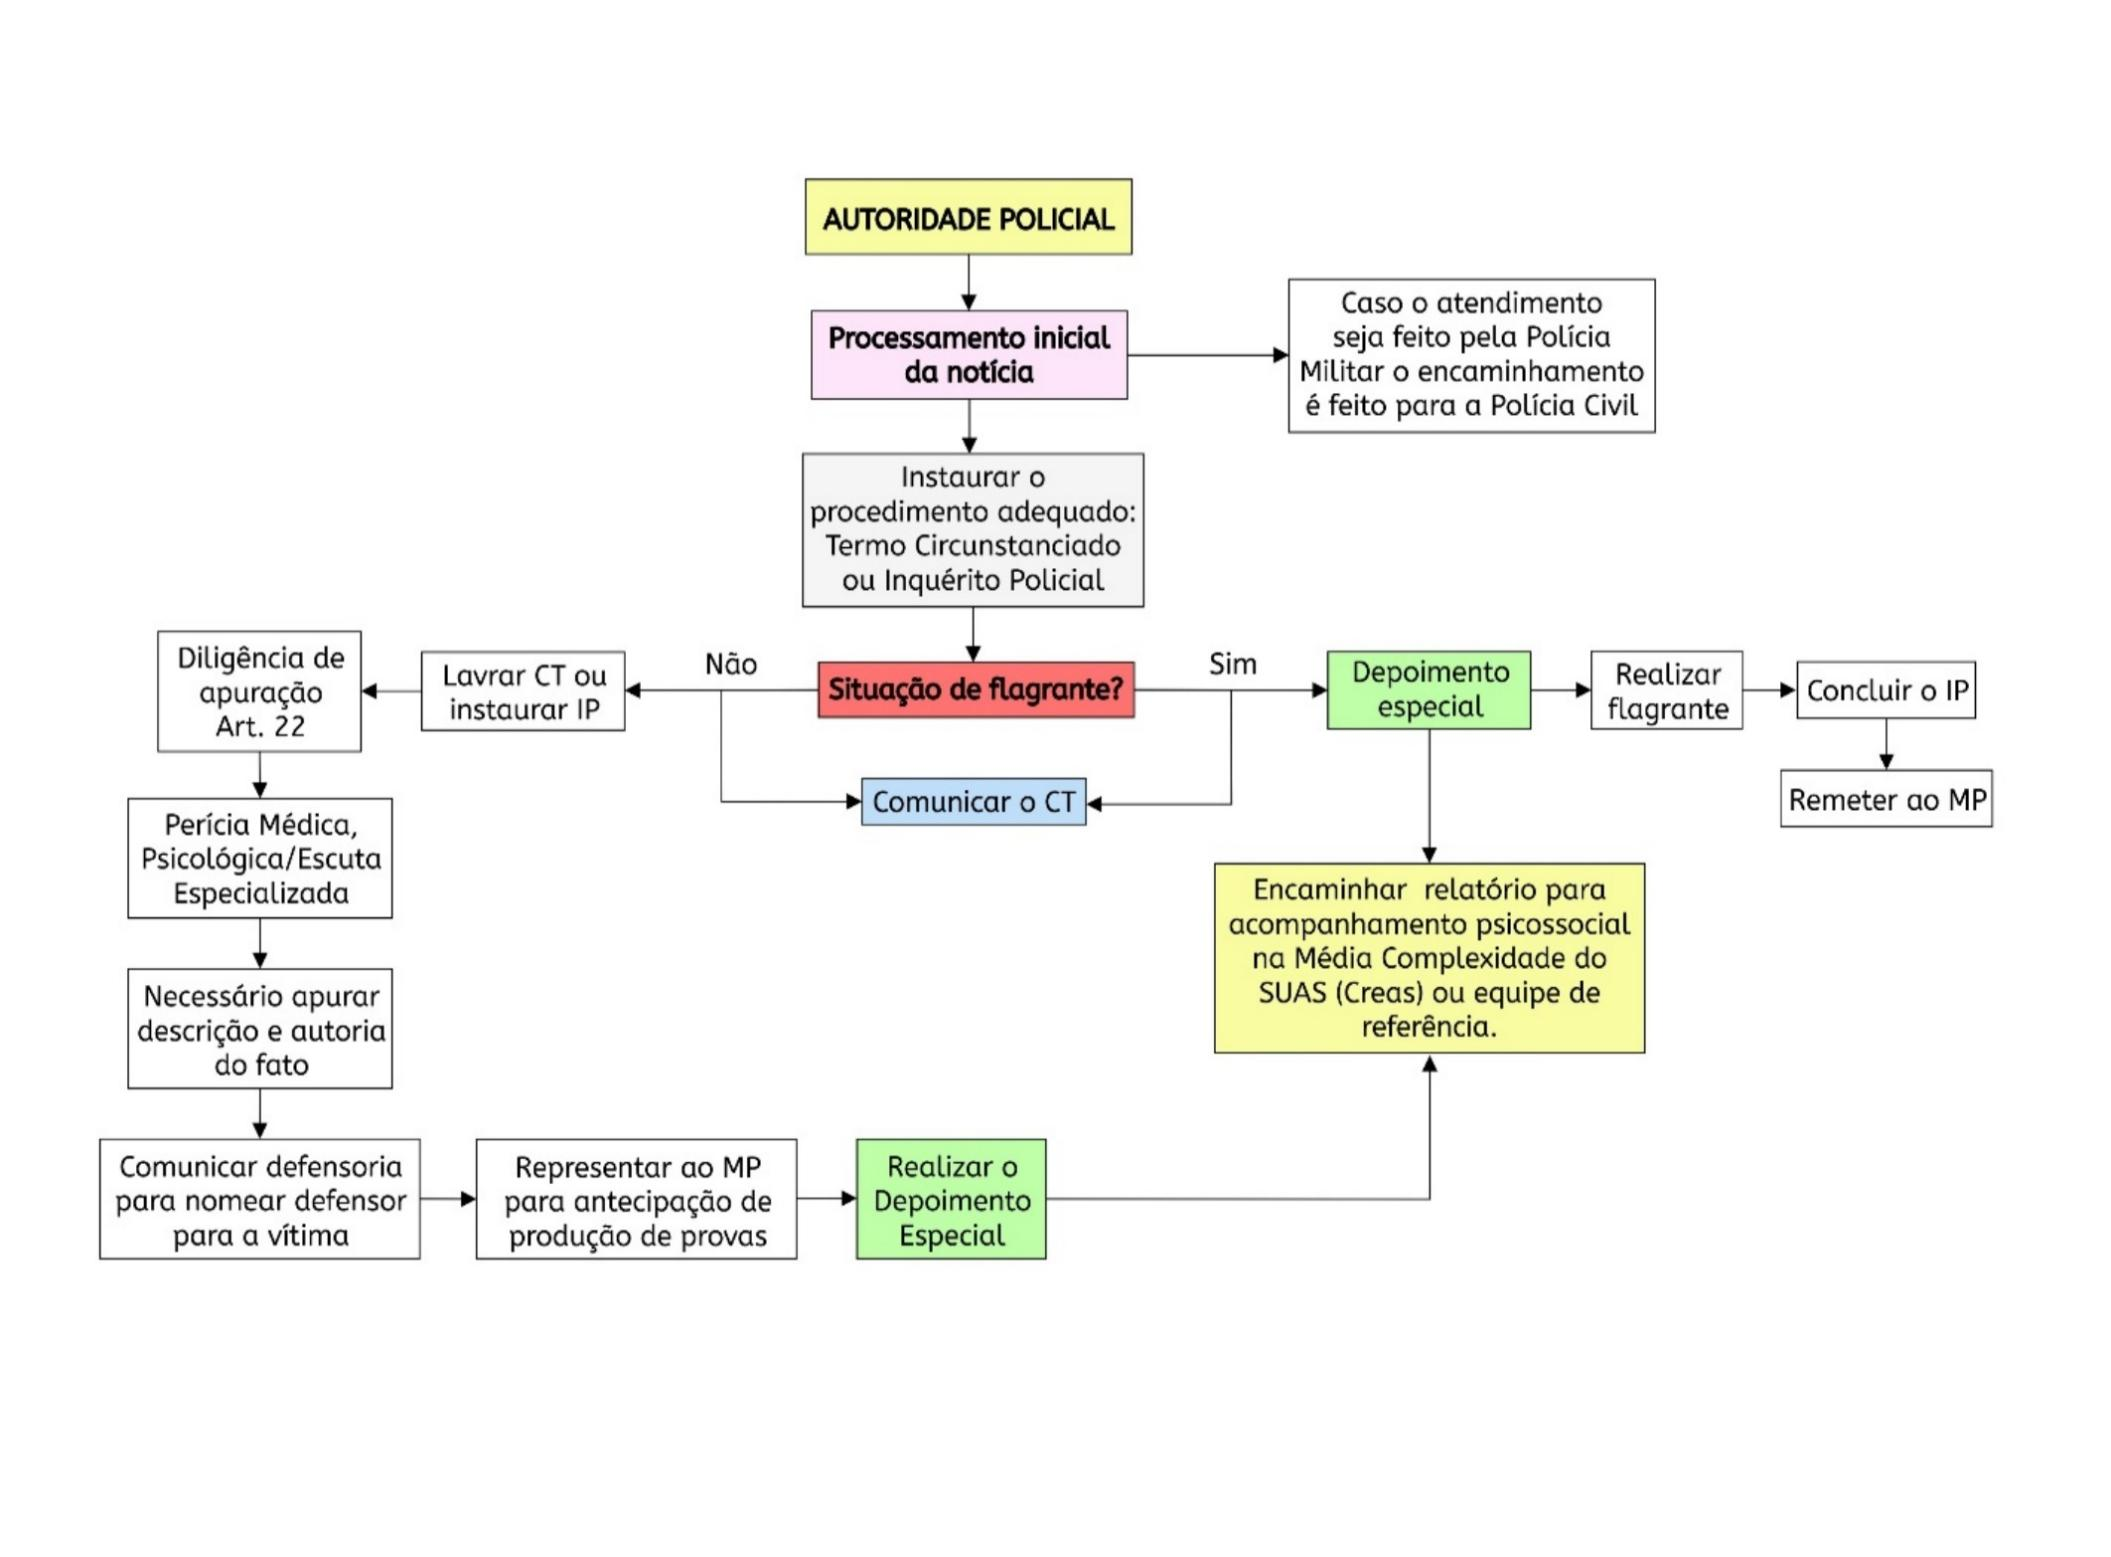 AUTORIDADE POLICIAL
Processamento inicial
da notícia
Caso o atendimento
seja feito pela Polícia
Militar o encaminhamento
é feito para a Polícia Civil
Instaurar o
procedimento adequado:
Termo Circunstanciado
ou Inquérito Policial
Diligência de
apuração
Art. 22
Lavrar CT ou
instaurar IP
Não
Situação de flagrante?
Sim
Depoimento
especial
Realizar
flagrante
Concluir o IP
Comunicar o CT
Remeter ao MP
Perícia Médica,
Psicológica/Escuta
Especializada
Encaminhar relatório para
acompanhamento psicossocial
na Média Complexidade do
SUAS (Creas) ou equipe de
referência.
Necessário apurar
descrição e autoria
do fato
Comunicar defensoria
para nomear defensor
para a vítima
Representar ao MP
para antecipação de
produção de provas
Realizar o
Depoimento
Especial